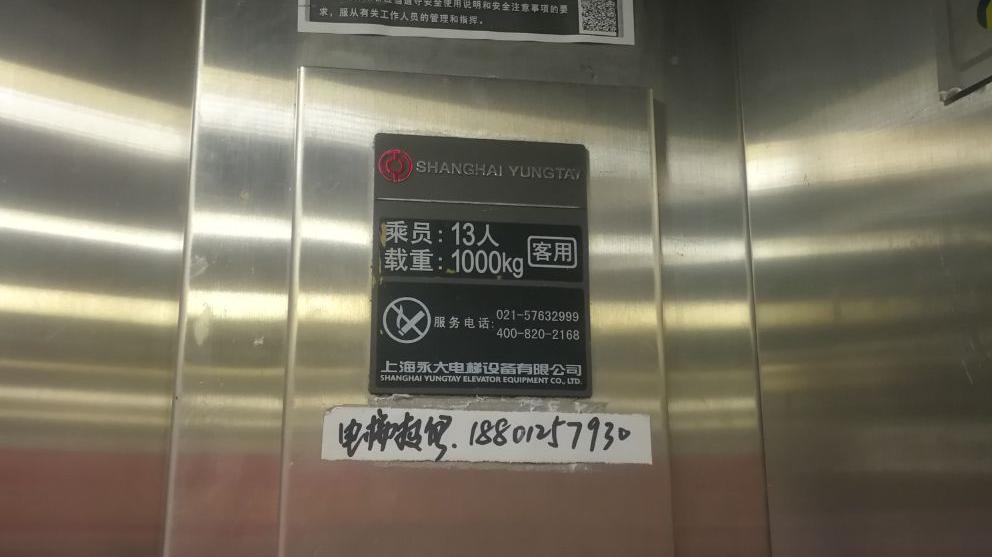 求，服从有关工作人员的管理和指挥。
SHANGHAI YUNGTAY
乘员：13人
载重：1000kg
客用
服务电话：
021-57632999
400-820-2168
上海永大电梯设备有限公司
SHANGHAI YUNGTAY ELEVATOR EQUIPMENT CO., LTD.
电梯报修.18801257930